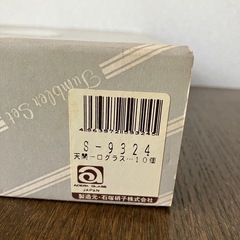 Tumbler Set
S-9324
天開一口グラス…10個
ADERIA GLASS
JAPAN
製造元・石塚硝子株式会社